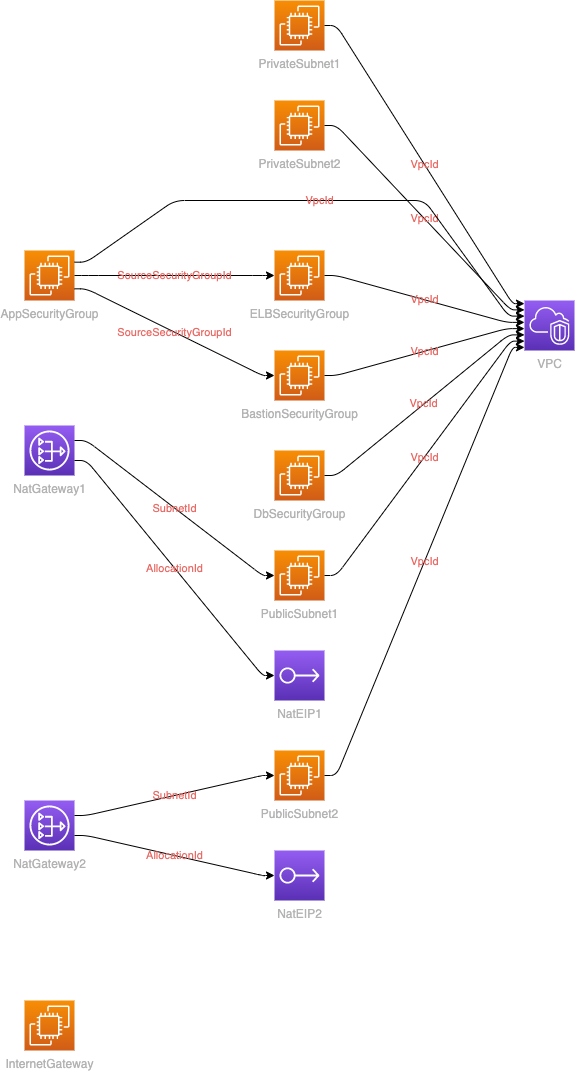 PrivateSubnet1
PrivateSubnet2
VpcId
VpcId
VpcId
SourceSecurityGroupId
AppSecurityGroup
ELBSecurityGroup
VpcId
SourceSecurityGroupId
VpcId
VPC
BastionSecurityGroup
VpcId
VpcId
NatGateway1
SubnetId
DbSecurityGroup
VpcId
AllocationId
PublicSubnet1
NatEIP1
SubnetId
PublicSubnet2
AllocationId
NatGateway2
NatEIP2
InternetGateway